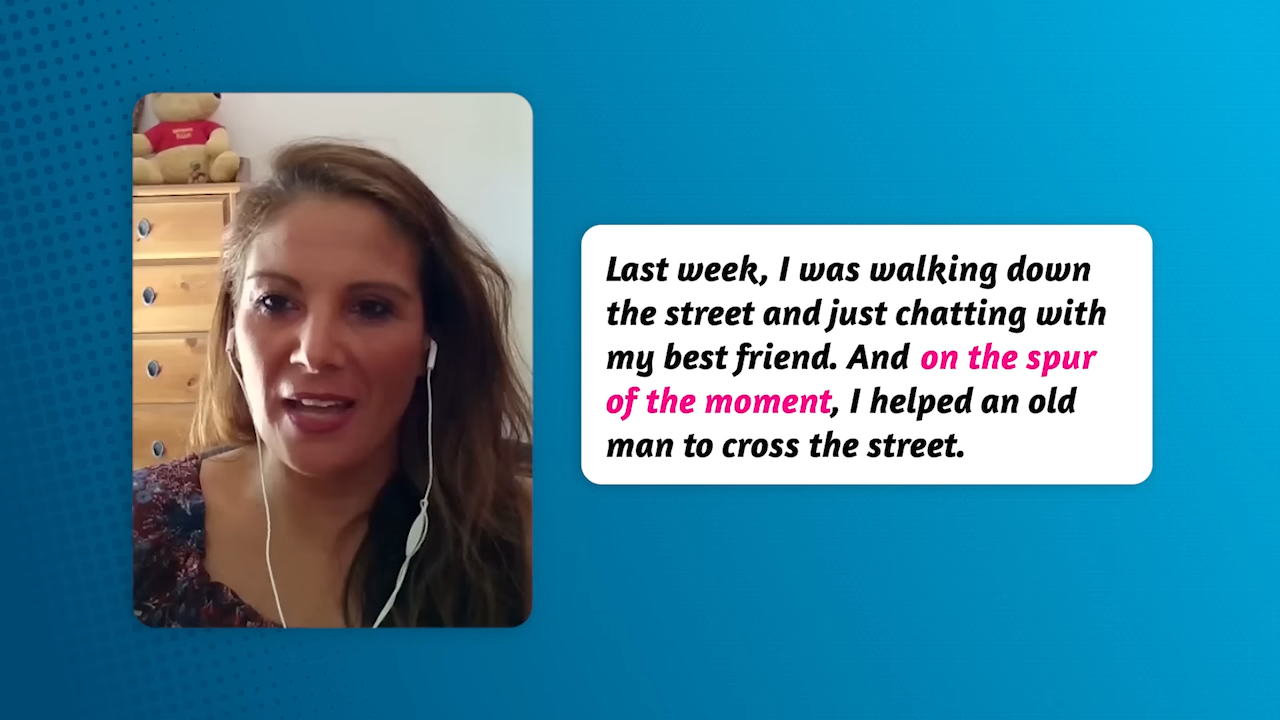 Last week, I was walking down
the street and just chatting with
my best friend. And on the spur
of the moment, I helped an old
man to cross the street.